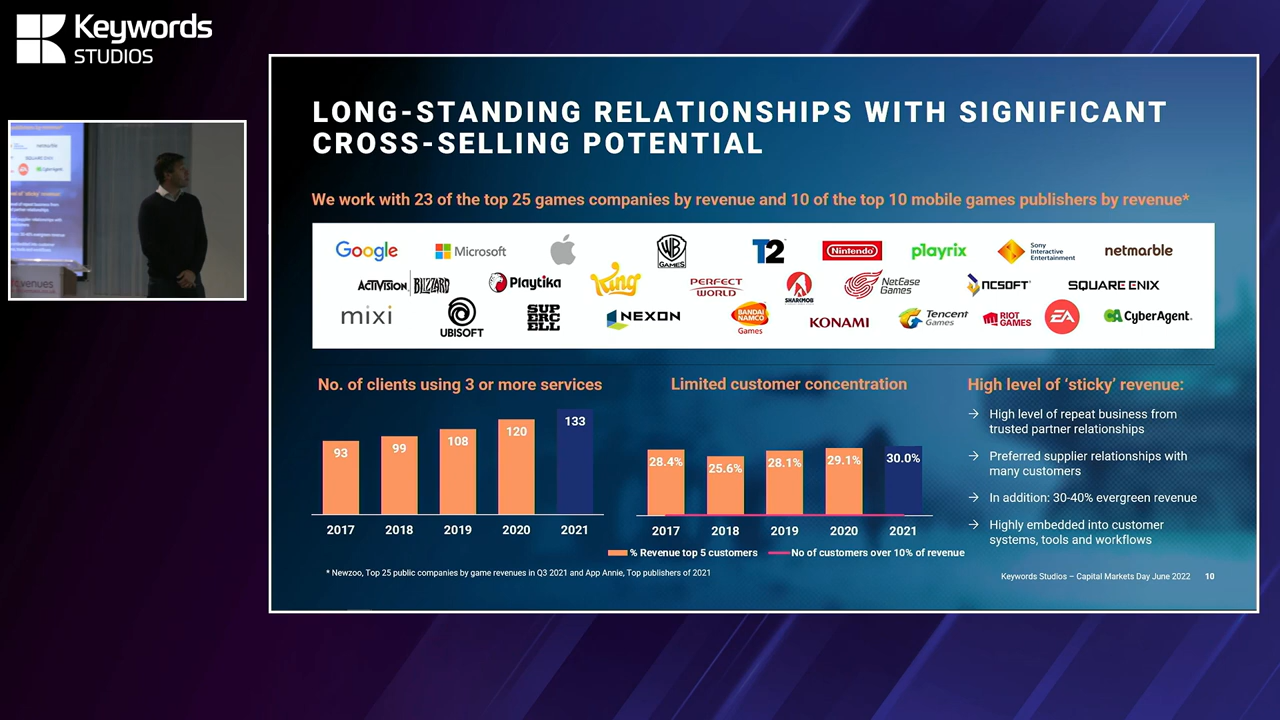 Keywords
STUDIOS
LONG-STANDING RELATIONSHIPS WITH SIGNIFICANT
CROSS-SELLING POTENTIAL
We work with 23 of the top 25 games companies by revenue and 10 of the top 10 mobile games publishers by revenue*
Google
Microsoft
WB
GAMES
T2
Nintendo
playrix
Sony
Interactive
Entertainment
netmarble
ACTIVISION BLIZZARD
Playtika
King
PERFECT
WORLD
SHARKMOB
NetEase
Games
NCSOFT
SQUARE ENIX
mixi
UBISOFT
SUP
ERC
ELL
NEXON
BANDAI
NAMCO
Games
KONAMI
Tencent
Games
RIOT
GAMES
EA
CA CyberAgent.
No. of clients using 3 or more services
93
99
108
120
133
2017 2018 2019 2020 2021
Limited customer concentration
28.4%
25.6%
28.1%
29.1%
30.0%
2017 2018 2019 2020 2021
% Revenue top 5 customers
No of customers over 10% of revenue
High level of ‘sticky’ revenue:
→ High level of repeat business from
trusted partner relationships
→ Preferred supplier relationships with
many customers
→ In addition: 30-40% evergreen revenue
→ Highly embedded into customer
systems, tools and workflows
* Newzoo, Top 25 public companies by game revenues in Q3 2021 and App Annie, Top publishers of 2021
Keywords Studios – Capital Markets Day June 2022 10